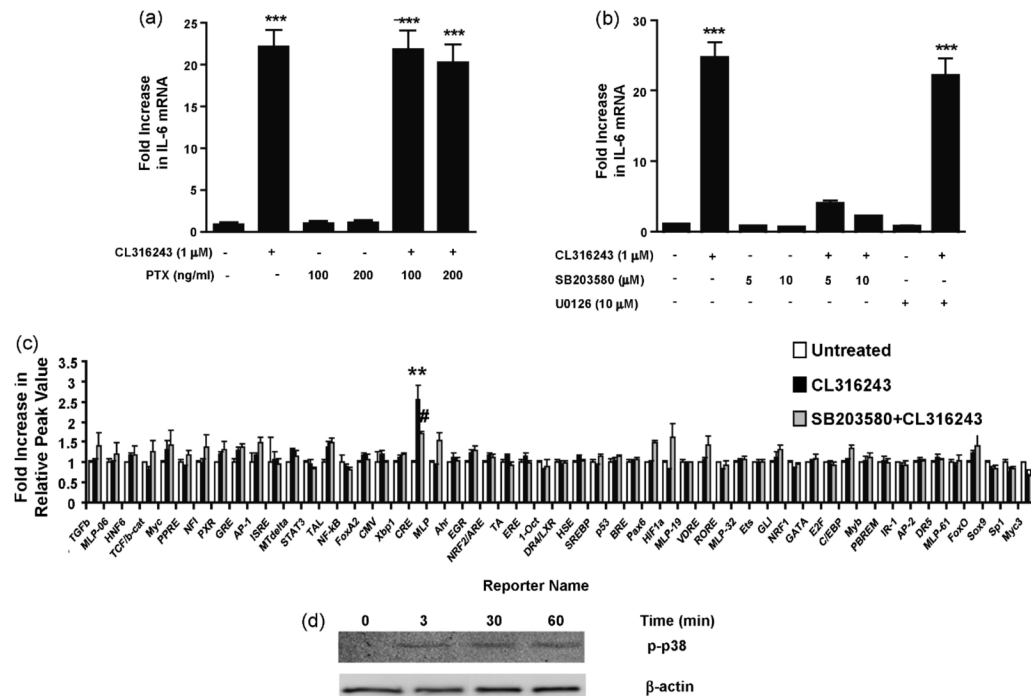 (a)
***
***
***
25
20
15
10
5
0
Fold Increase
in IL-6 mRNA
CL316243 (1 µM) - + - - + +
PTX (ng/ml) - - 100 200 100 200
(b)
***
***
30
20
10
0
Fold Increase
in IL-6 mRNA
CL316243 (1 µM) - + - - + + - +
SB203580 (µM) - - 5 10 5 10 - -
U0126 (10 µM) - - - - - - + +
(c)
3.5
3
2.5
2
1.5
1
0.5
0
Fold Increase in
Relative Peak Value
**
#
Untreated
CL316243
SB203580+CL316243
TGFb
MLP-06
HNF6
TCF/b-cat
Myc
PPRE
NFI
PXR
GRE
AP-1
ISRE
MTdelta
STAT3
TAL
NF-kB
FoxA2
CMV
Xbp1
CRE
MLP
Ahr
EGR
NRF2/ARE
TA
ERE
1-Oct
DR4/LXR
HSE
SREBP
p53
BRE
Pax6
HIF1a
MLP-19
VDRE
RORE
MLP-32
Ets
GLI
NRF1
GATA
E2F
C/EBP
Myb
PBREM
IR-1
AP-2
DR5
MLP-61
FoxO
Sox9
Sp1
Myc3
Reporter Name
(d)
0 3 30 60 Time (min)
p-p38
β-actin